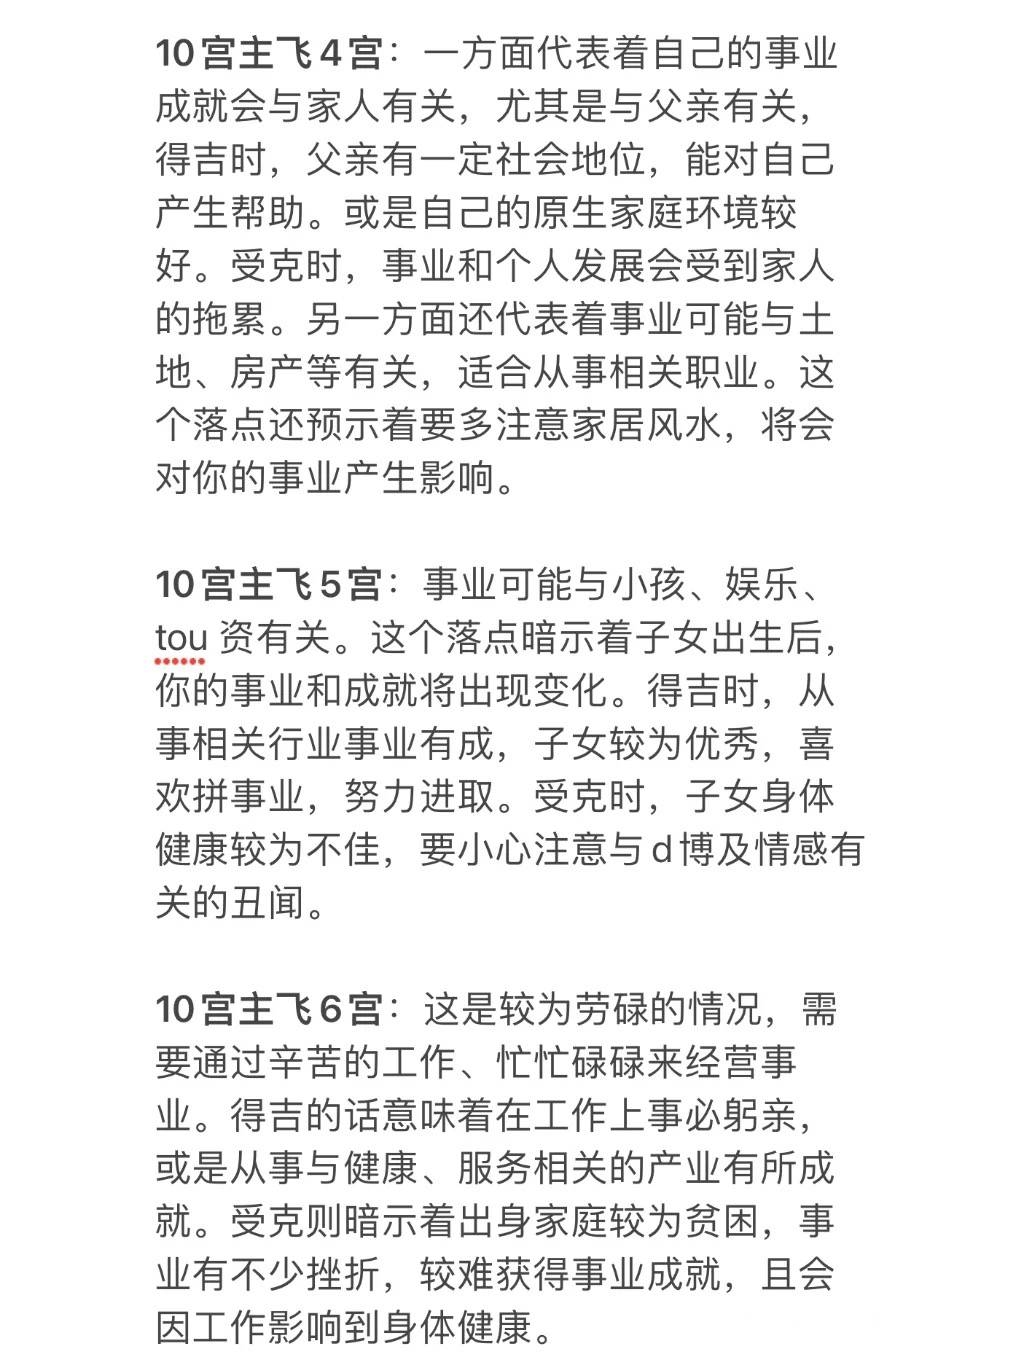 10宫主飞4宫：一方面代表着自己的事业
成就会与家人有关，尤其是与父亲有关，
得吉时，父亲有一定社会地位，能对自己
产生帮助。或是自己的原生家庭环境较
好。受克时，事业和个人发展会受到家人
的拖累。另一方面还代表着事业可能与土
地、房产等有关，适合从事相关职业。这
个落点还预示着要多注意家居风水，将会
对你的事业产生影响。
10宫主飞5宫：事业可能与小孩、娱乐、
tou 资有关。这个落点暗示着子女出生后，
你的事业和成就将出现变化。得吉时，从
事相关行业事业有成，子女较为优秀，喜
欢拼事业，努力进取。受克时，子女身体
健康较为不佳，要小心注意与d博及情感有
关的丑闻。
10宫主飞6宫：这是较为劳碌的情况，需
要通过辛苦的工作、忙忙碌碌来经营事
业。得吉的话意味着在工作上事必躬亲，
或是从事与健康、服务相关的产业有所成
就。受克则暗示着出身家庭较为贫困，事
业有不少挫折，较难获得事业成就，且会
因工作影响到身体健康。